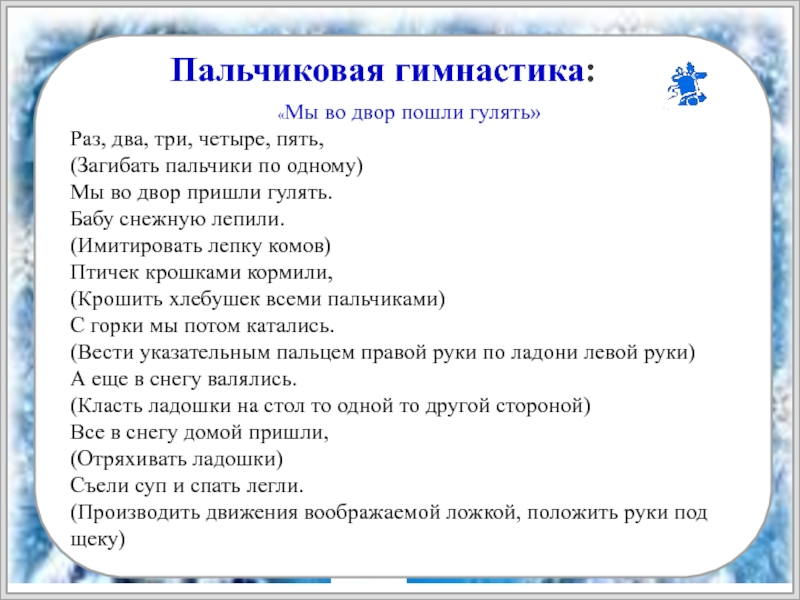 Пальчиковая гимнастика:
«Мы во двор пошли гулять»
Раз, два, три, четыре, пять,
(Загибать пальчики по одному)
Мы во двор пришли гулять.
Бабу снежную лепили.
(Имитировать лепку комов)
Птичек крошками кормили,
(Крошить хлебушек всеми пальчиками)
С горки мы потом катались.
(Вести указательным пальцем правой руки по ладони левой руки)
А еще в снегу валялись.
(Класть ладошки на стол то одной то другой стороной)
Все в снегу домой пришли,
(Отряхивать ладошки)
Съели суп и спать легли.
(Производить движения воображаемой ложкой, положить руки под
щеку)